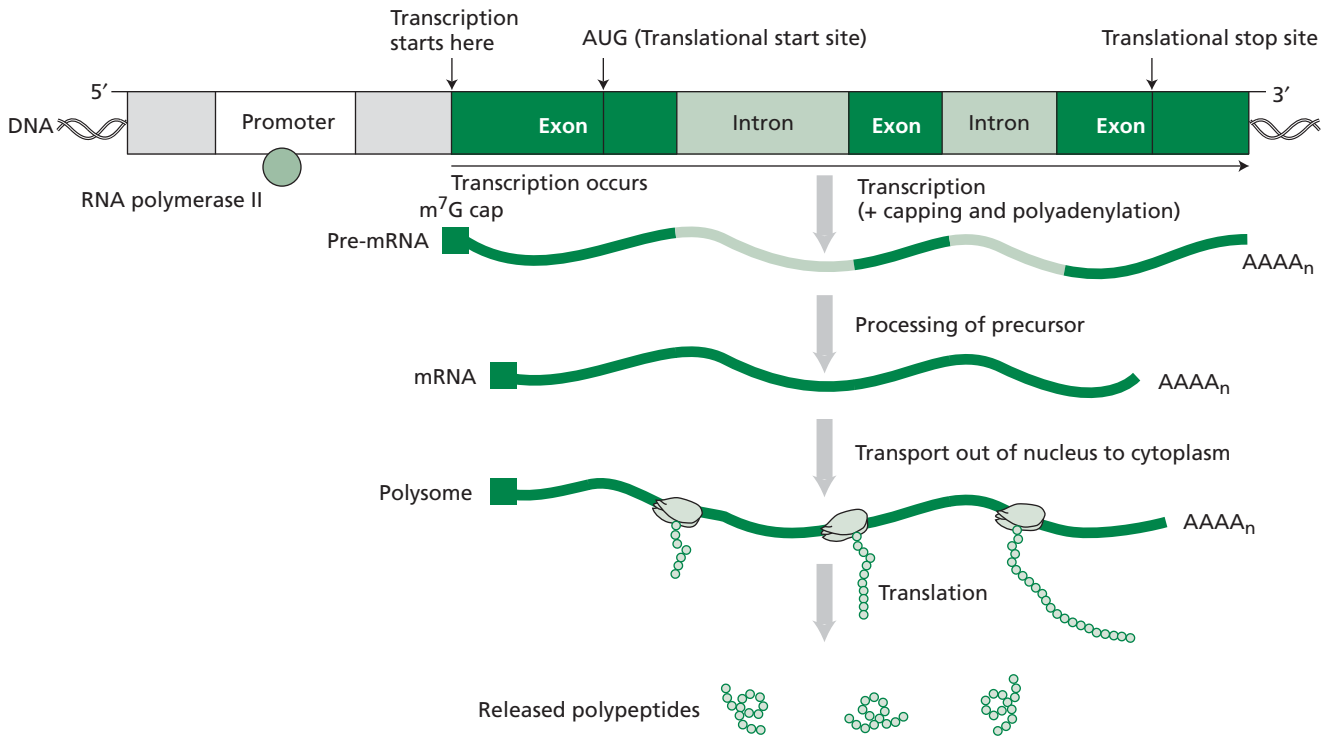 Transcription
starts here
AUG (Translational start site)
Translational stop site
5′
3′
DNA
Promoter
Exon
Intron
Exon
Intron
Exon
RNA polymerase II
Transcription occurs
Transcription
(+ capping and polyadenylation)
m⁷G cap
Pre-mRNA
AAAAₙ
Processing of precursor
mRNA
AAAAₙ
Transport out of nucleus to cytoplasm
Polysome
AAAAₙ
Translation
Released polypeptides